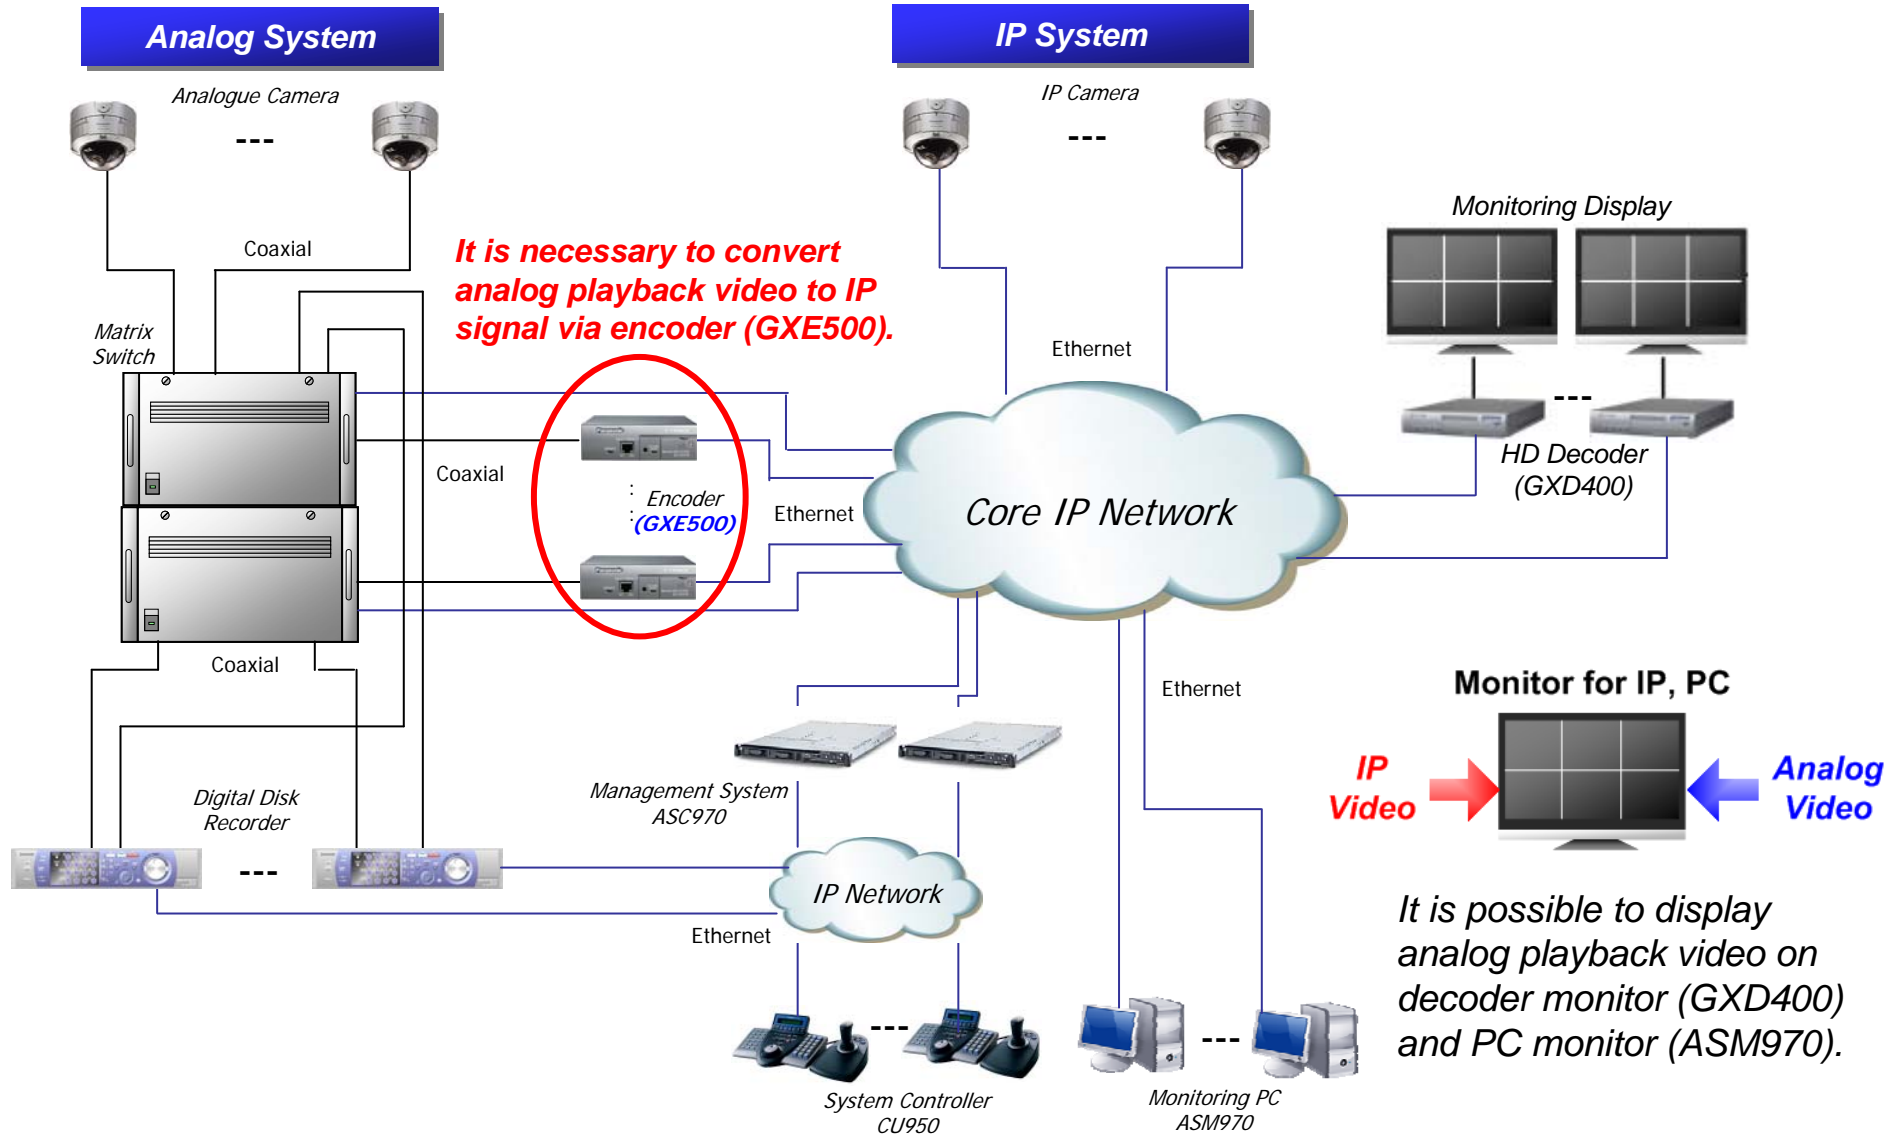 Analog System
IP System
Analogue Camera
---
IP Camera
---
Coaxial
It is necessary to convert
analog playback video to IP
signal via encoder (GXE500).
Matrix
Switch
Monitoring Display
Ethernet
---
HD Decoder
(GXD400)
Coaxial
:
Encoder
:
(GXE500)
Ethernet
Core IP Network
Coaxial
Ethernet
Monitor for IP, PC
IP
Video
Analog
Video
Management System
ASC970
Digital Disk
Recorder
---
IP Network
Ethernet
It is possible to display
analog playback video on
decoder monitor (GXD400)
and PC monitor (ASM970).
---
---
System Controller
CU950
Monitoring PC
ASM970